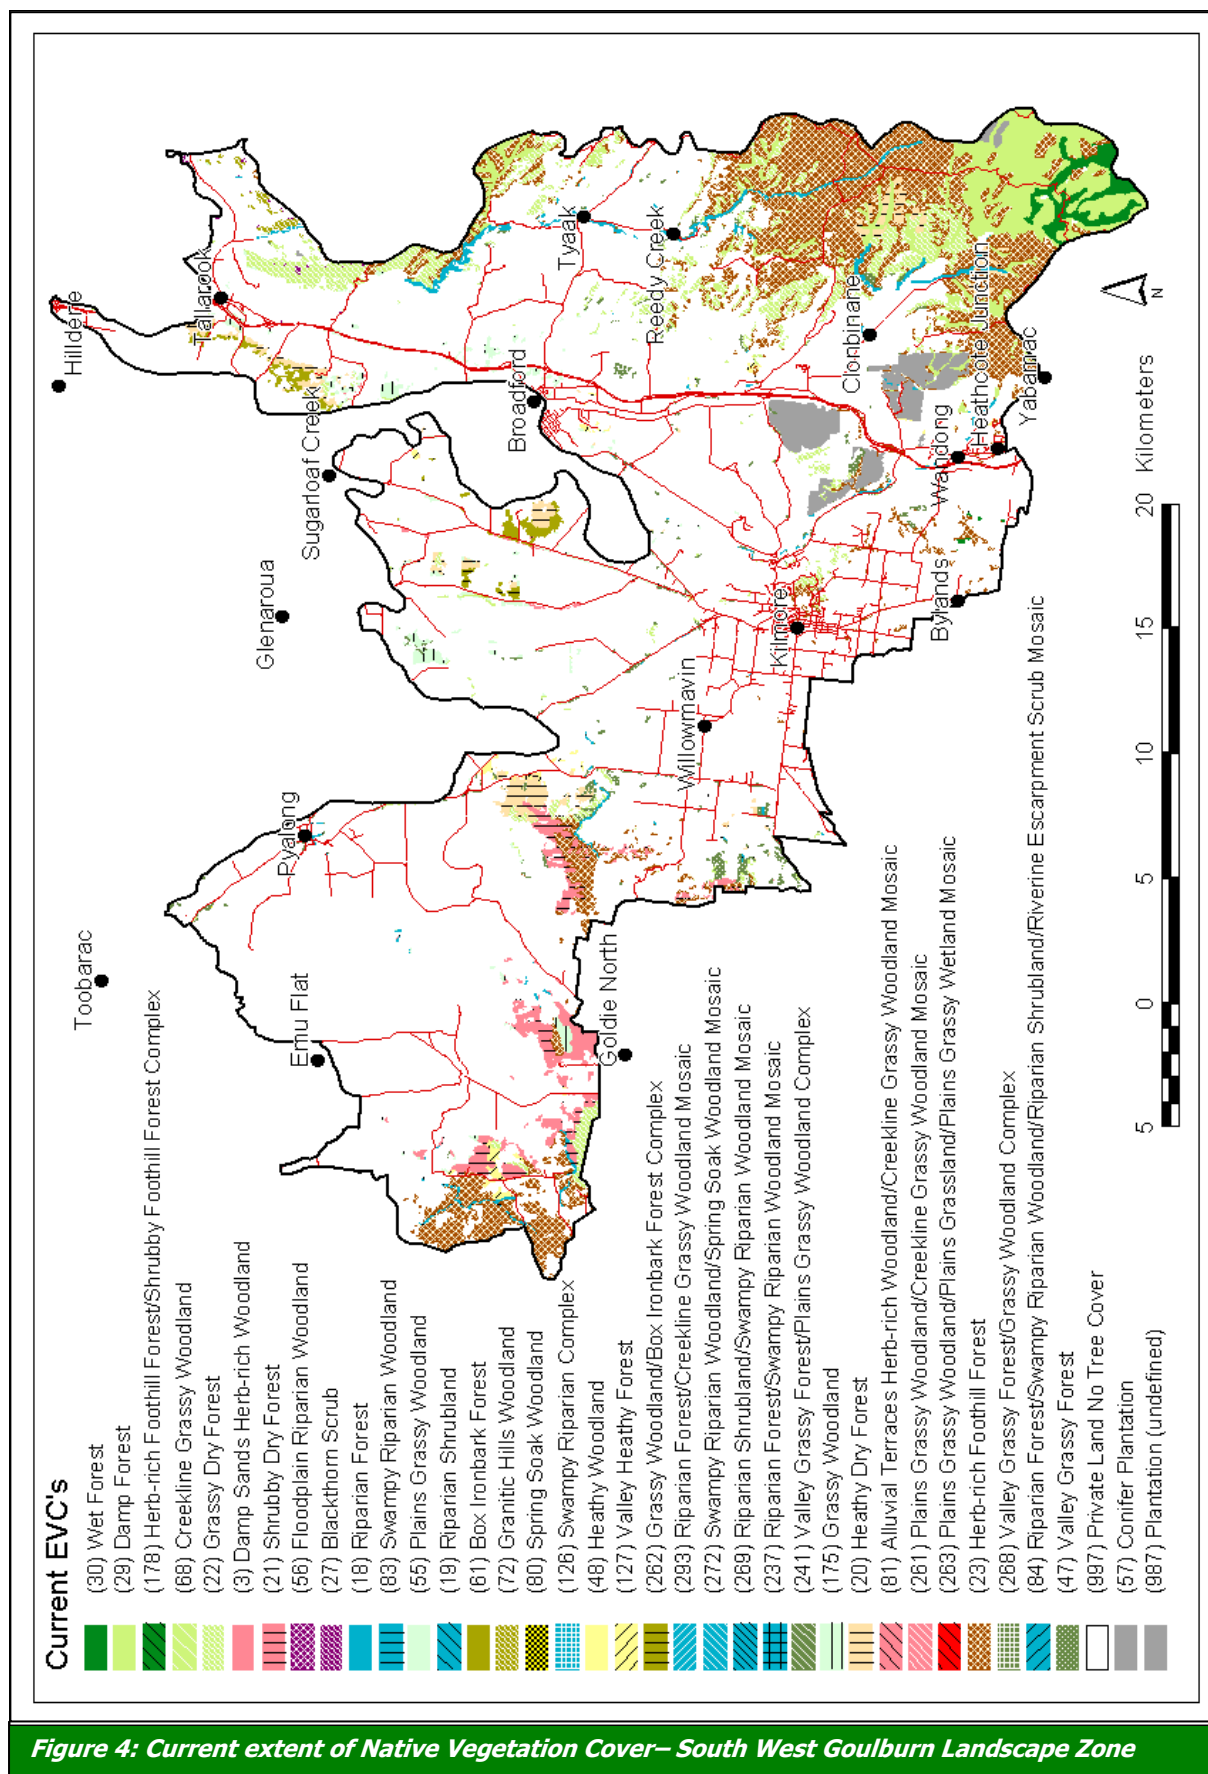 Current EVC's
(30) Wet Forest
(29) Damp Forest
(178) Herb-rich Foothill Forest/Shrubby Foothill Forest Complex
(68) Creekline Grassy Woodland
(22) Grassy Dry Forest
(3) Damp Sands Herb-rich Woodland
(21) Shrubby Dry Forest
(56) Floodplain Riparian Woodland
(27) Blackthorn Scrub
(18) Riparian Forest
(83) Swampy Riparian Woodland
(55) Plains Grassy Woodland
(19) Riparian Shrubland
(61) Box Ironbark Forest
(72) Granitic Hills Woodland
(80) Spring Soak Woodland
(126) Swampy Riparian Complex
(48) Heathy Woodland
(127) Valley Heathy Forest
(262) Grassy Woodland/Box Ironbark Forest Complex
(293) Riparian Forest/Creekline Grassy Woodland Mosaic
(272) Swampy Riparian Woodland/Spring Soak Woodland Mosaic
(269) Riparian Shrubland/Swampy Riparian Woodland Mosaic
(237) Riparian Forest/Swampy Riparian Woodland Mosaic
(241) Valley Grassy Forest/Plains Grassy Woodland Complex
(175) Grassy Woodland
(20) Heathy Dry Forest
(81) Alluvial Terraces Herb-rich Woodland/Creekline Grassy Woodland Mosaic
(261) Plains Grassy Woodland/Creekline Grassy Woodland Mosaic
(263) Plains Grassy Woodland/Plains Grassland/Plains Grassy Wetland Mosaic
(23) Herb-rich Foothill Forest
(268) Valley Grassy Forest/Grassy Woodland Complex
(84) Riparian Forest/Swampy Riparian Woodland/Riparian Shrubland/Riverine Escarpment Scrub Mosaic
(47) Valley Grassy Forest
(997) Private Land No Tree Cover
(57) Conifer Plantation
(987) Plantation (undefined)
Toobarac
Emu Flat
Goldie North
Pyalong
Glenaroua
Willowmavin
Kilmore
Bylands
Sugarloaf Creek
Broadford
Wandong
Heathcote Junction
Yabamac
Hillderie
Tallarook
Tyaak
Reedy Creek
Clonbinane
N
5 0 5 10 15 20 Kilometers
Figure 4: Current extent of Native Vegetation Cover– South West Goulburn Landscape Zone